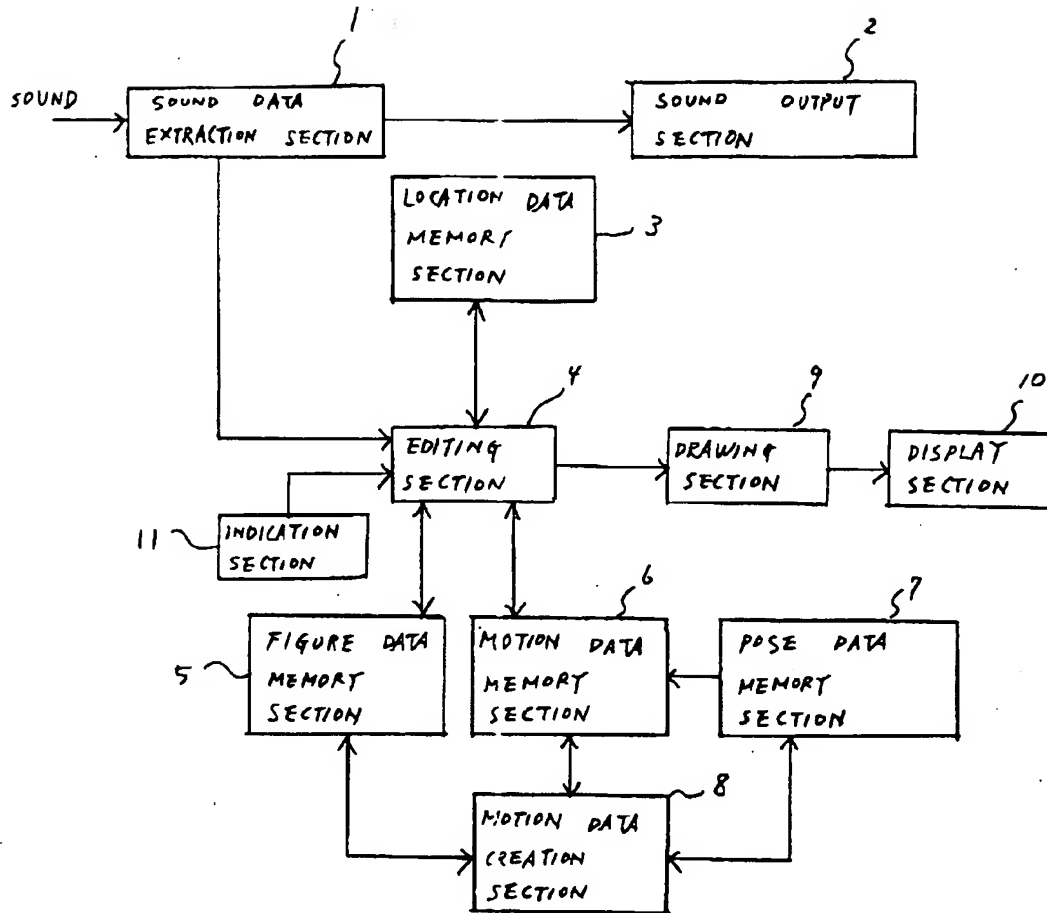 1
2
SOUND
SOUND DATA
EXTRACTION SECTION
SOUND OUTPUT
SECTION
LOCATION DATA
MEMORY
SECTION
3
4
9
10
EDITING
SECTION
DRAWING
SECTION
DISPLAY
SECTION
11
INDICATION
SECTION
6
7
5
FIGURE DATA
MEMORY
SECTION
MOTION DATA
MEMORY
SECTION
POSE DATA
MEMORY
SECTION
8
MOTION DATA
CREATION
SECTION